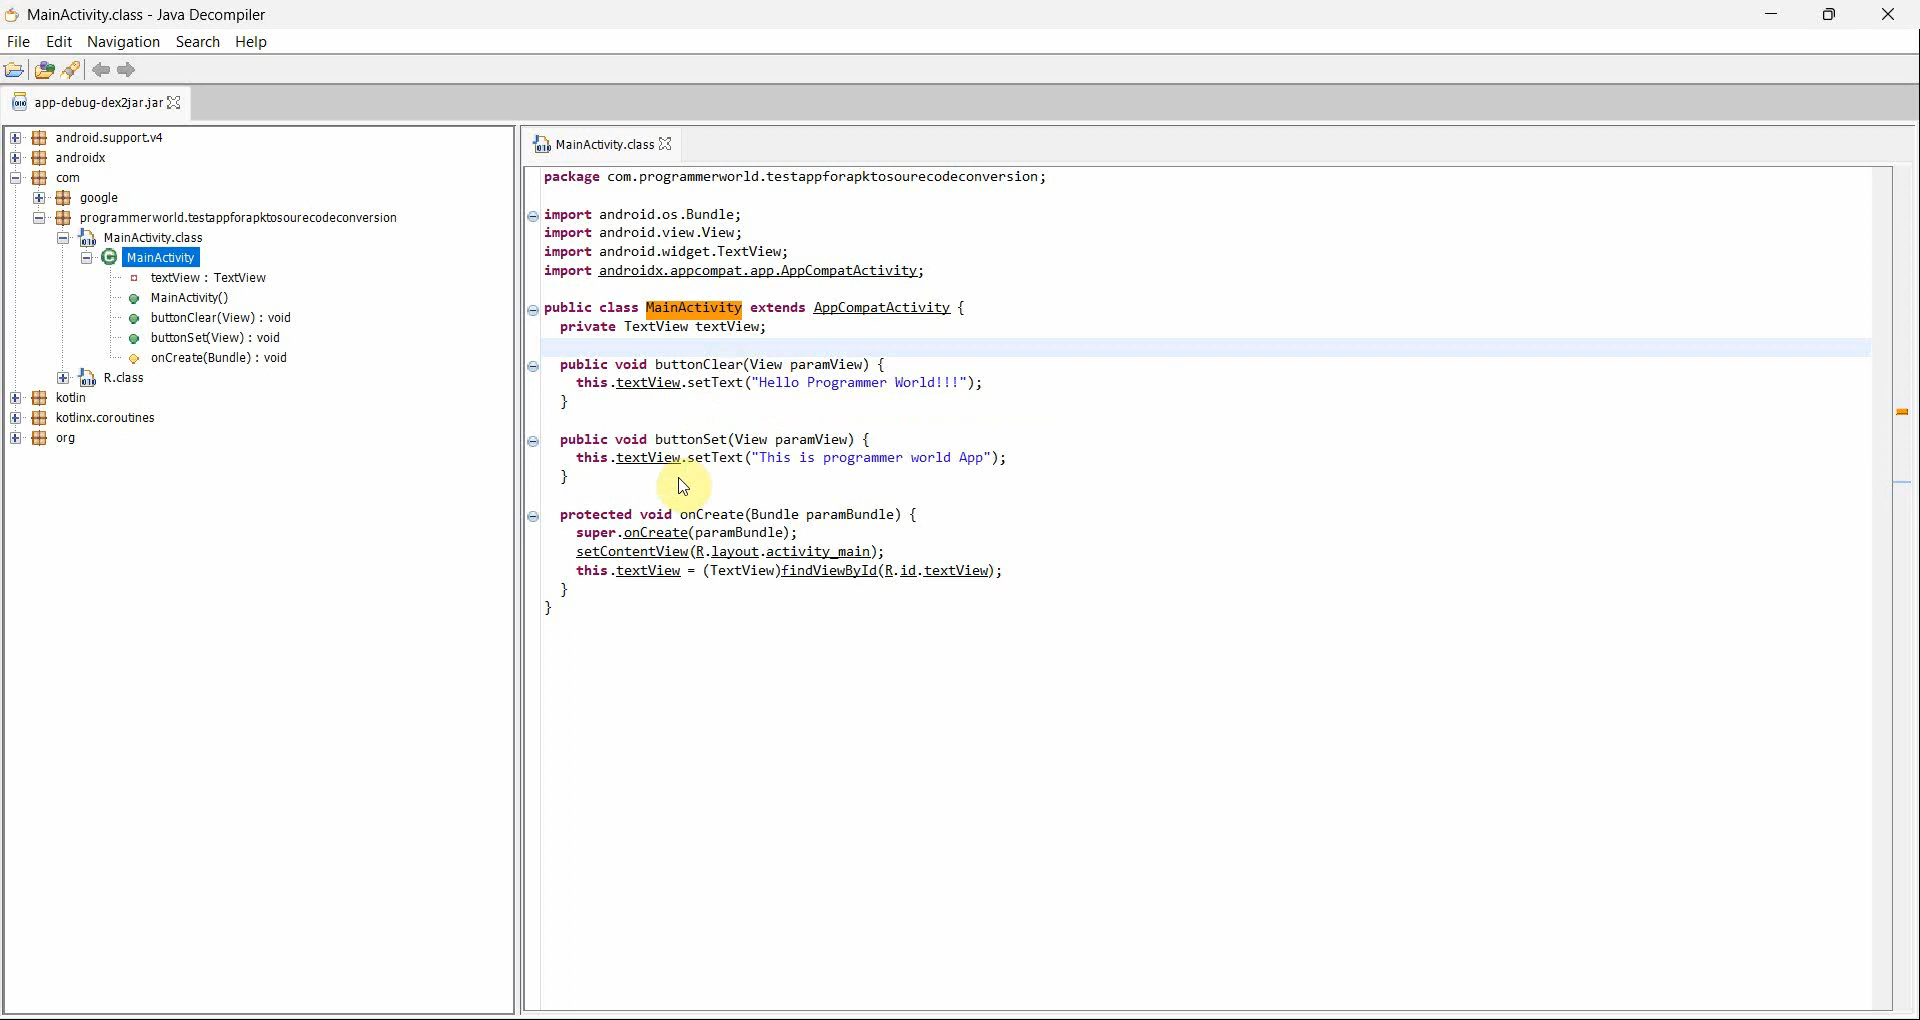 MainActivity.class - Java Decompiler
File Edit Navigation Search Help
app-debug-dex2jar.jar
android.support.v4
androidx
com
google
programmerworld.testappforapktosourecodeconversion
MainActivity.class
MainActivity
textView : TextView
MainActivity()
buttonClear(View) : void
buttonSet(View) : void
onCreate(Bundle) : void
R.class
kotlin
kotlinx.coroutines
org
MainActivity.class
package com.programmerworld.testappforapktosourecodeconversion;
import android.os.Bundle;
import android.view.View;
import android.widget.TextView;
import androidx.appcompat.app.AppCompatActivity;
public class MainActivity extends AppCompatActivity {
private TextView textView;
public void buttonClear(View paramView) {
this.textView.setText("Hello Programmer World!!!");
}
public void buttonSet(View paramView) {
this.textView.setText("This is programmer world App");
}
protected void onCreate(Bundle paramBundle) {
super.onCreate(paramBundle);
setContentView(R.layout.activity_main);
this.textView = (TextView)findViewById(R.id.textView);
}
}